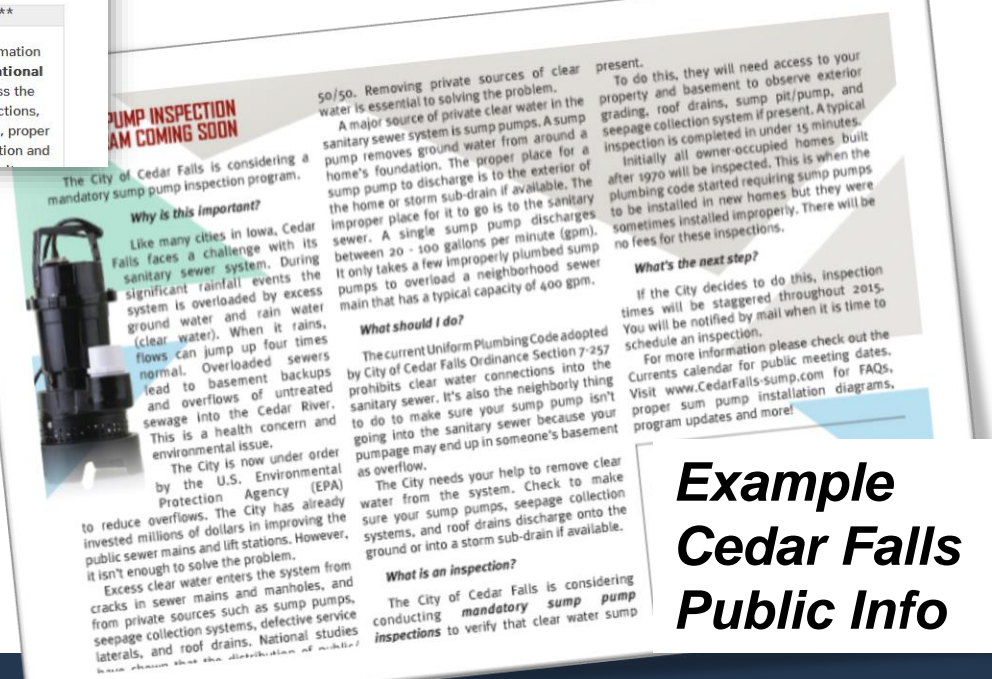 **
mation
ational
ss the
ctions,
, proper
tion and
PUMP INSPECTION
AM COMING SOON
The City of Cedar Falls is considering a
mandatory sump pump inspection program.
Why is this important?
Like many cities in Iowa, Cedar
Falls faces a challenge with its
sanitary sewer system. During
significant rainfall events the
system is overloaded by excess
ground water and rain water
(clear water). When it rains,
flows can jump up four times
normal. Overloaded sewers
lead to basement backups
and overflows of untreated
sewage into the Cedar River.
This is a health concern and
environmental issue.
The City is now under order
by the U.S. Environmental
Protection Agency (EPA)
to reduce overflows. The City has already
invested millions of dollars in improving the
public sewer mains and lift stations. However,
it isn't enough to solve the problem.
Excess clear water enters the system from
cracks in sewer mains and manholes, and
from private sources such as sump pumps,
seepage collection systems, defective service
laterals, and roof drains. National studies
have shown that the distribution of public/
50/50. Removing private sources of clear
water is essential to solving the problem.
A major source of private clear water in the
sanitary sewer system is sump pumps. A sump
pump removes ground water from around a
home's foundation. The proper place for a
sump pump to discharge is to the exterior of
the home or storm sub-drain if available. The
improper place for it to go is to the sanitary
sewer. A single sump pump discharges
between 20 - 100 gallons per minute (gpm).
It only takes a few improperly plumbed sump
pumps to overload a neighborhood sewer
main that has a typical capacity of 400 gpm.
What should I do?
The current Uniform Plumbing Code adopted
by City of Cedar Falls Ordinance Section 7-257
prohibits clear water connections into the
sanitary sewer. It's also the neighborly thing
to do to make sure your sump pump isn't
going into the sanitary sewer because your
pumpage may end up in someone's basement
as overflow.
The City needs your help to remove clear
water from the system. Check to make
sure your sump pumps, seepage collection
systems, and roof drains discharge onto the
ground or into a storm sub-drain if available.
What is an inspection?
The City of Cedar Falls is considering
conducting mandatory sump pump
inspections to verify that clear water sump
present.
To do this, they will need access to your
property and basement to observe exterior
grading, roof drains, sump pit/pump, and
seepage collection system if present. A typical
inspection is completed in under 15 minutes.
Initially all owner-occupied homes built
after 1970 will be inspected. This is when the
plumbing code started requiring sump pumps
to be installed in new homes but they were
sometimes installed improperly. There will be
no fees for these inspections.
What's the next step?
If the City decides to do this, inspection
times will be staggered throughout 2015.
You will be notified by mail when it is time to
schedule an inspection.
For more information please check out the
Currents calendar for public meeting dates.
Visit www.CedarFalls-sump.com for FAQs,
proper sum pump installation diagrams,
program updates and more!
Example
Cedar Falls
Public Info